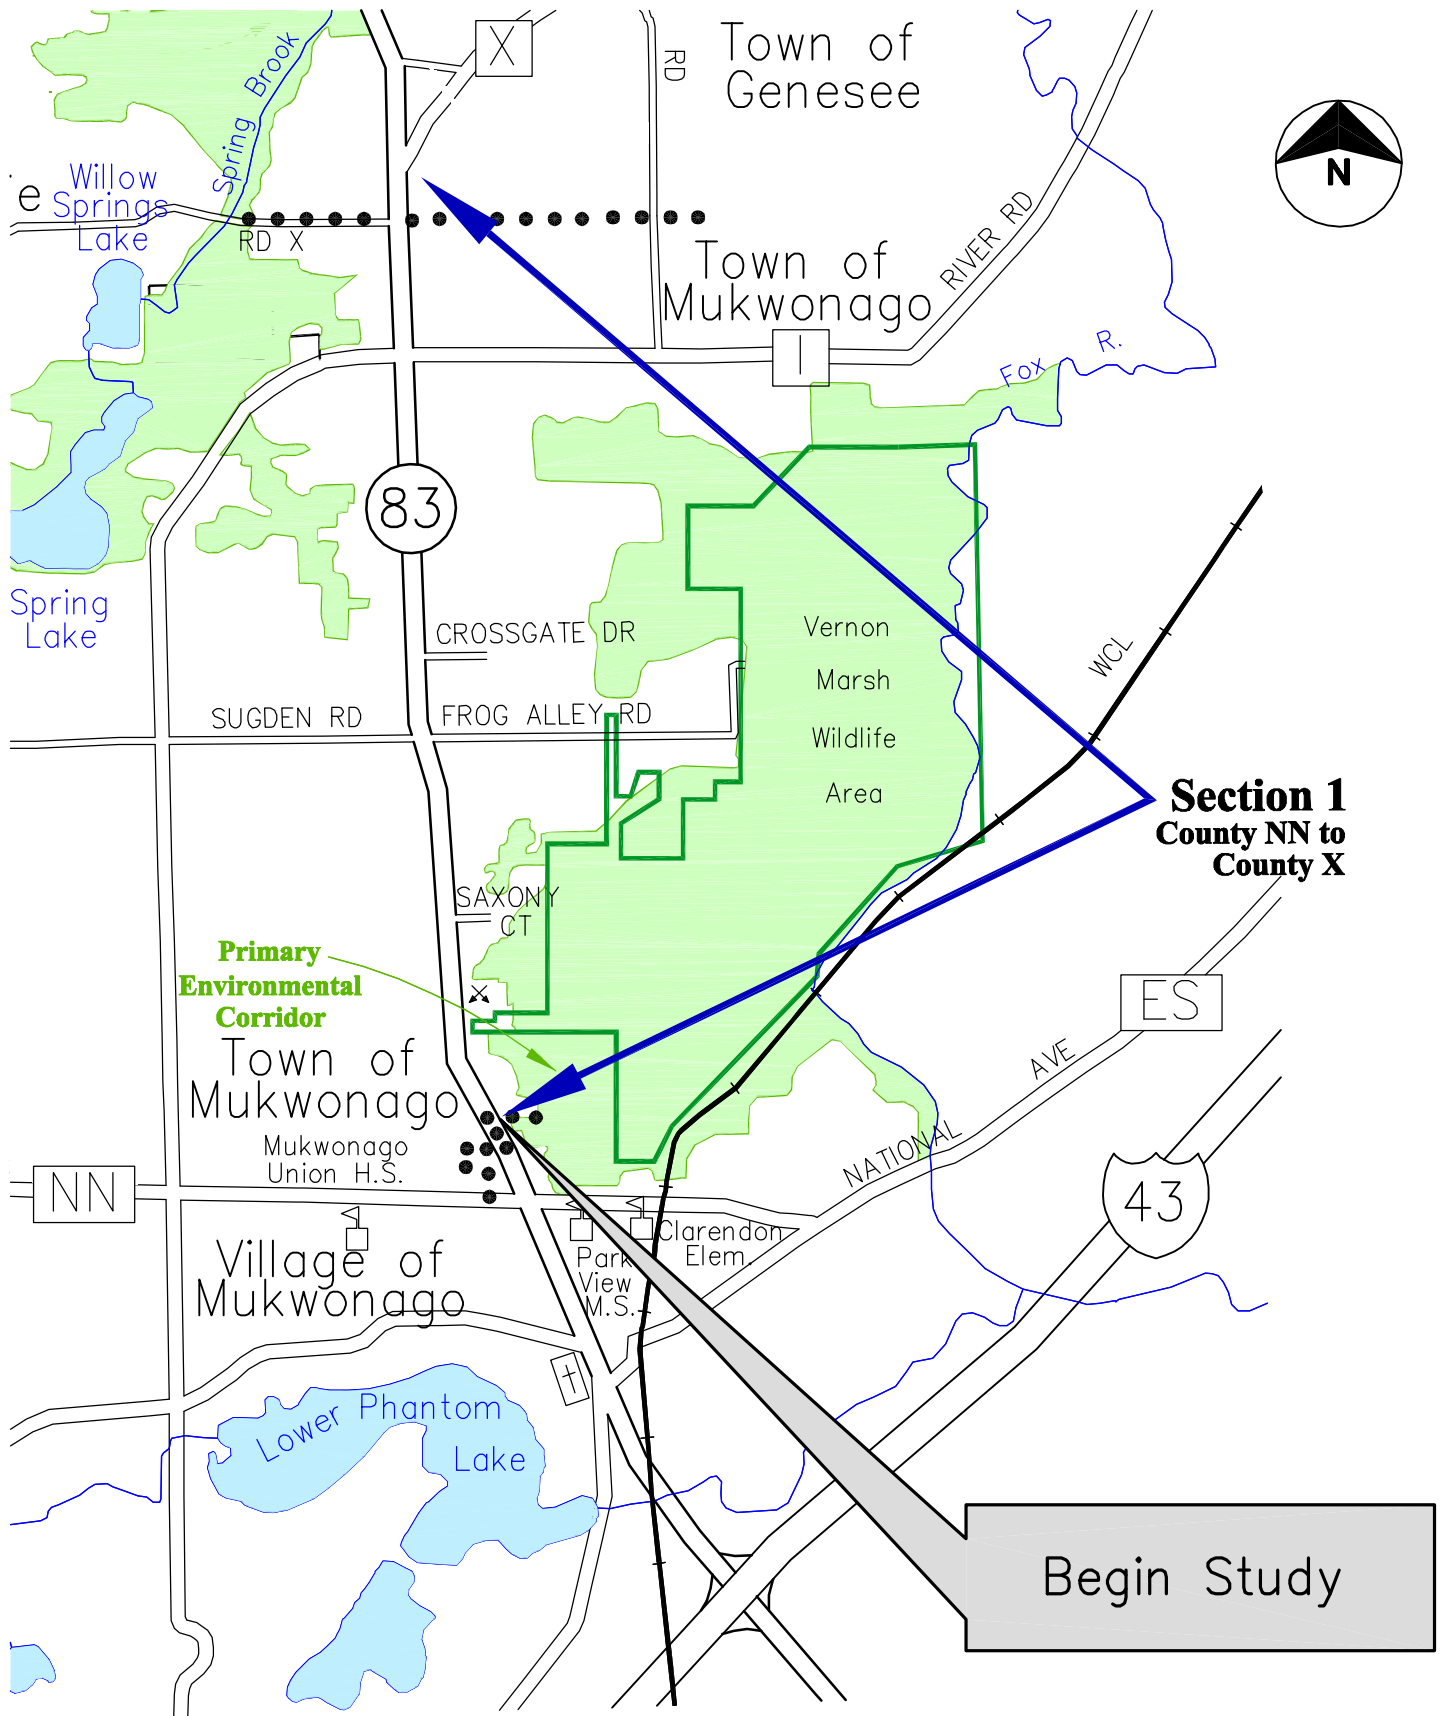 X
RD
Town of
Genesee
Spring Brook
Willow
Springs
Lake
e
RD X
N
RIVER RD
Town of
Mukwonago
I
Fox R.
83
Spring
Lake
CROSSGATE DR
Vernon
Marsh
Wildlife
Area
WCL
SUGDEN RD
FROG ALLEY RD
Section 1
County NN to
County X
SAXONY
CT
Primary
Environmental
Corridor
ES
Town of
Mukwonago
AVE
NATIONAL
Mukwonago
Union H.S.
NN
43
Clarendon
Elem.
Park
View
M.S.
Village of
Mukwonago
Lower Phantom
Lake
Begin Study